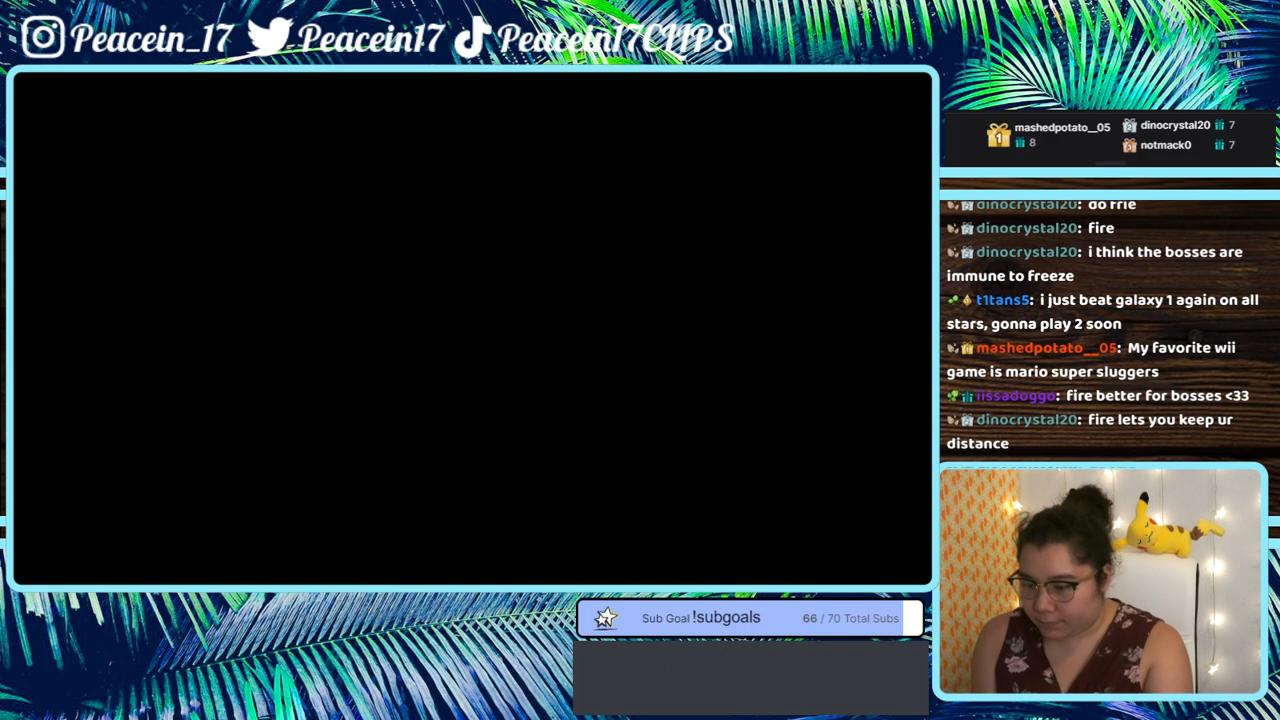 Peacein_17 Peacein17 Peacein17ClIPS
mashedpotato__05
8
dinocrystal20 7
notmack0 7
dinocrystal20: do frie
dinocrystal20: fire
dinocrystal20: i think the bosses are
immune to freeze
t1tans5: i just beat galaxy 1 again on all
stars, gonna play 2 soon
mashedpotato__05: My favorite wii
game is mario super sluggers
iissadoggo: fire better for bosses <33
dinocrystal20: fire lets you keep ur
distance
Sub Goal !subgoals 66 / 70 Total Subs